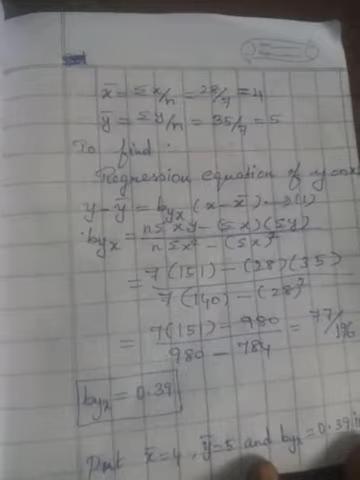 x̄ = Σx/n = 28/7 = 4
ȳ = Σy/n = 35/7 = 5
To find
Regression equation of y on x
y - ȳ = byx (x - x̄) → (1)
byx = nΣxy - (Σx)(Σy) / nΣx² - (Σx)²
= 7(151) - (28)(35) / 7(140) - (28)²
= 7(151) - 980 / 980 - 784 = 77/196
byx = 0.39
Put x̄=4, ȳ=5 and byx = 0.39 in